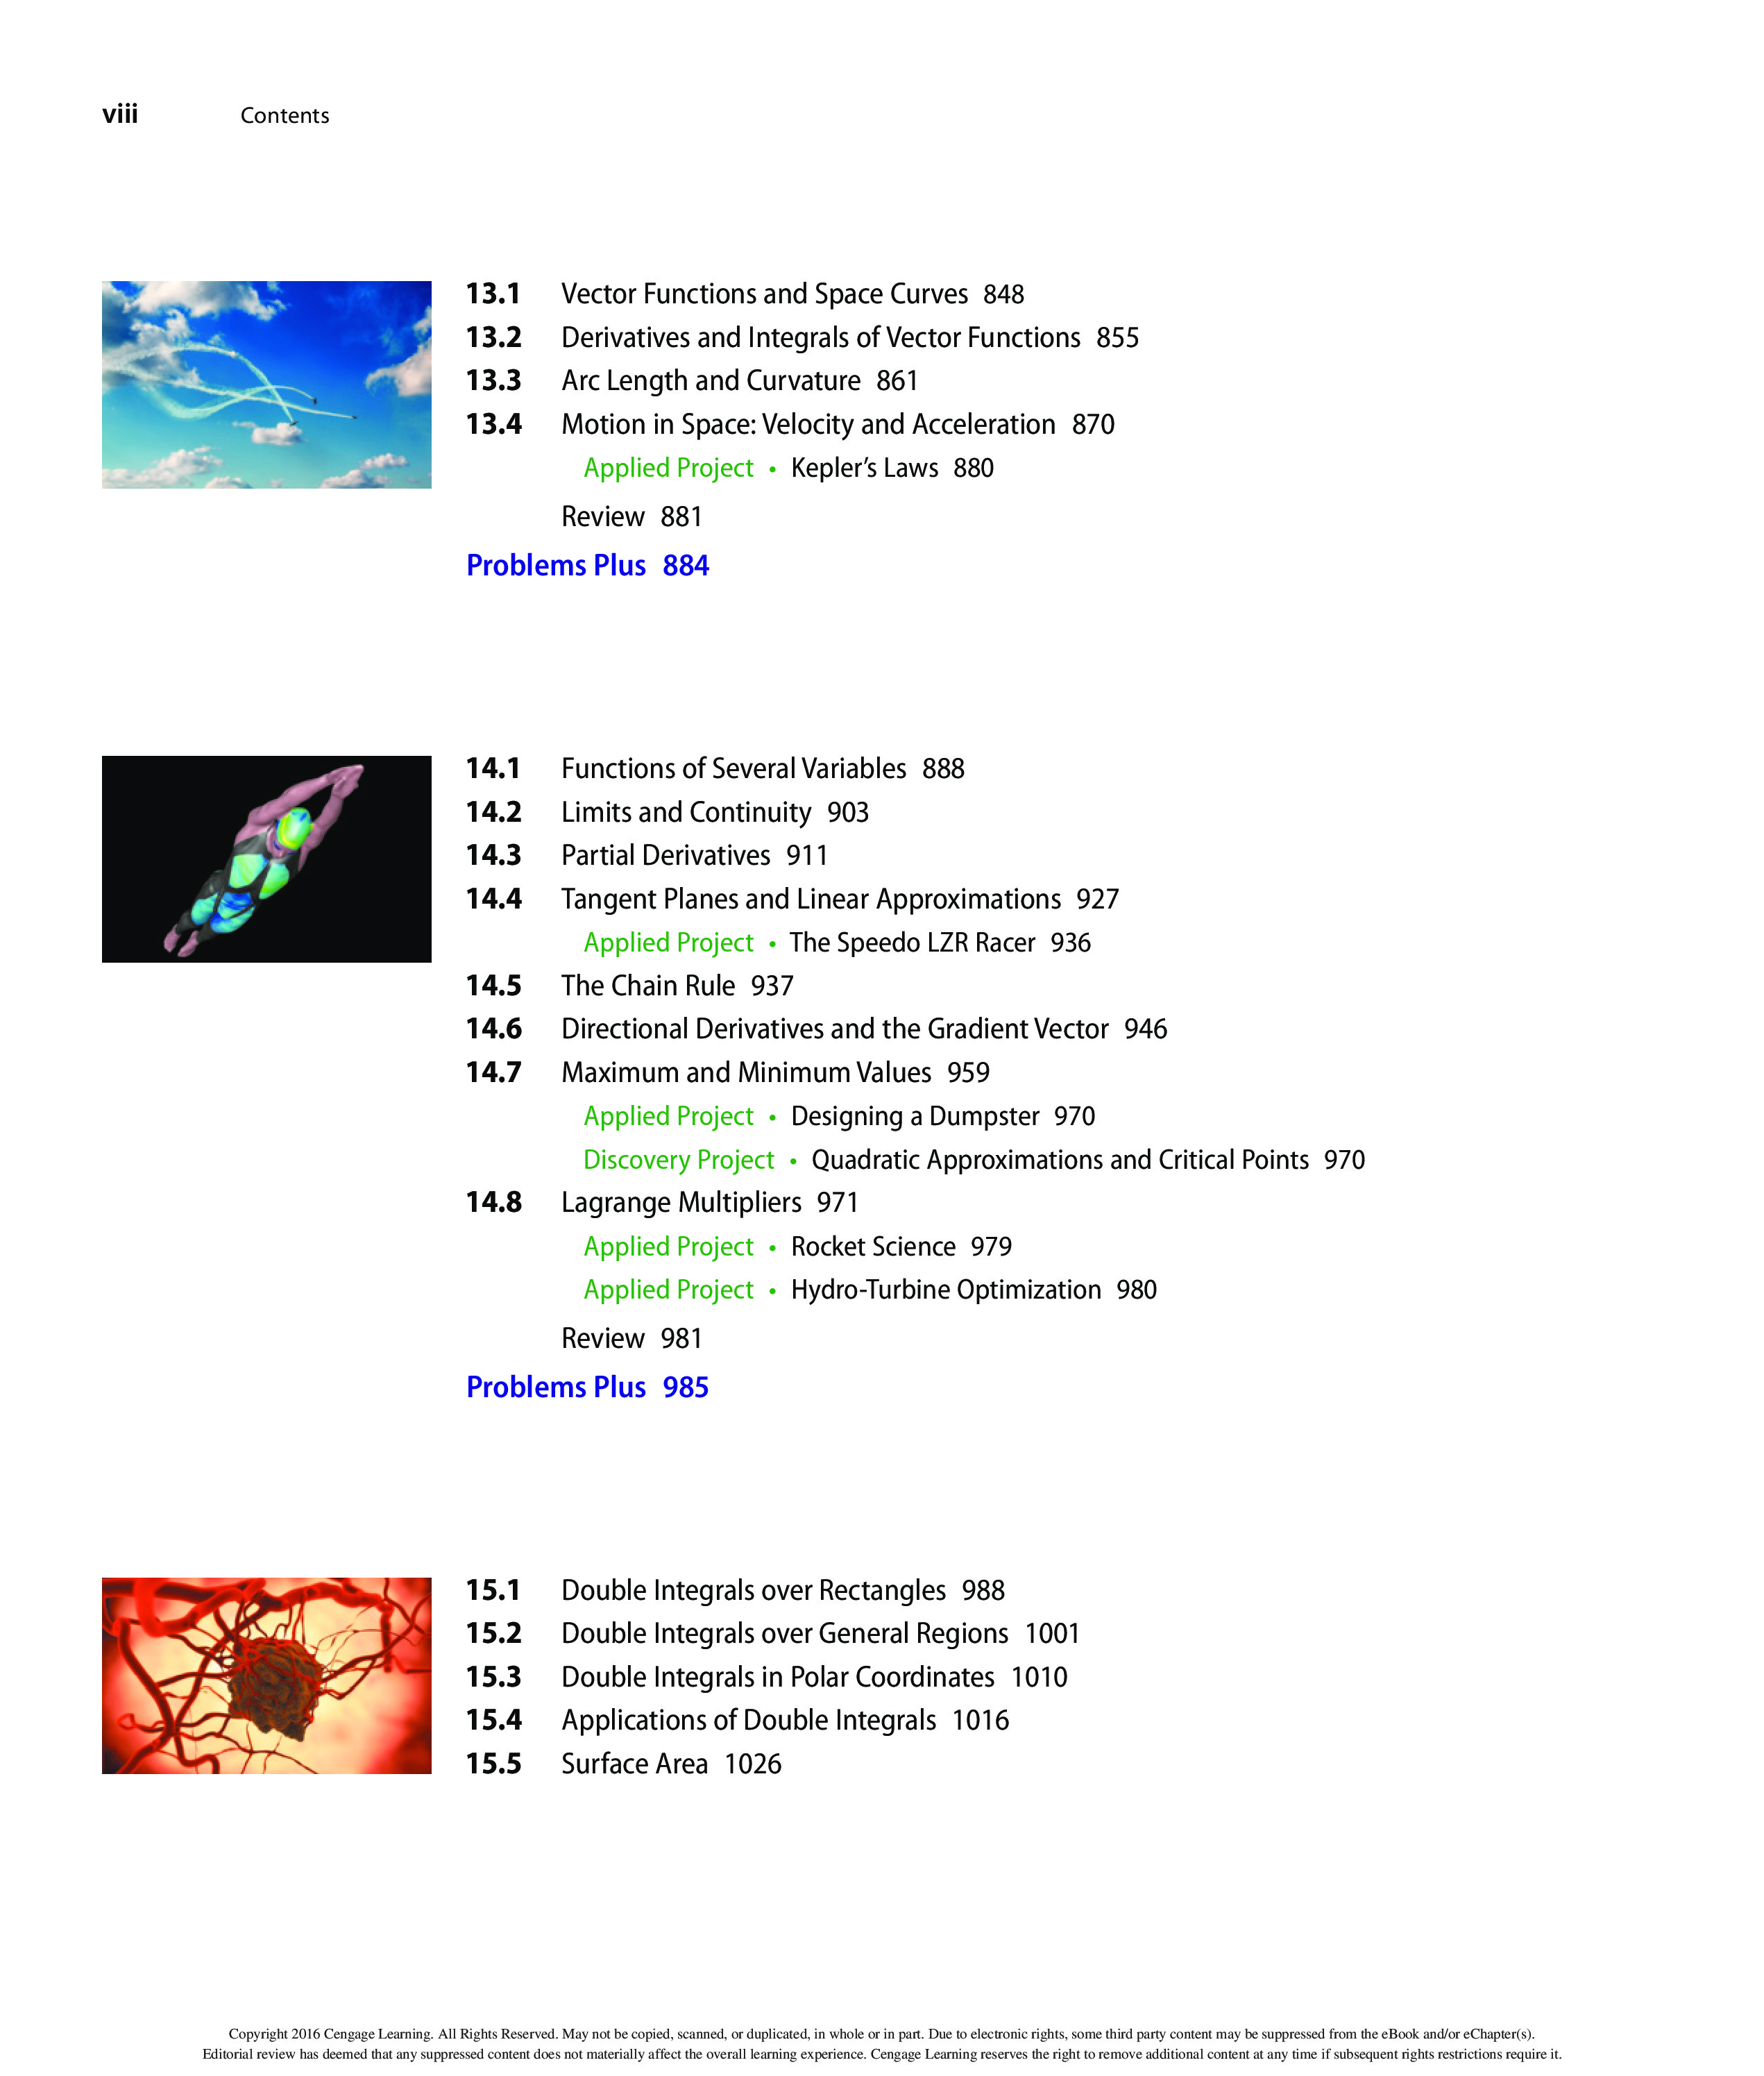 viii Contents
13.1 Vector Functions and Space Curves 848
13.2 Derivatives and Integrals of Vector Functions 855
13.3 Arc Length and Curvature 861
13.4 Motion in Space: Velocity and Acceleration 870
Applied Project • Kepler’s Laws 880
Review 881
Problems Plus 884
14.1 Functions of Several Variables 888
14.2 Limits and Continuity 903
14.3 Partial Derivatives 911
14.4 Tangent Planes and Linear Approximations 927
Applied Project • The Speedo LZR Racer 936
14.5 The Chain Rule 937
14.6 Directional Derivatives and the Gradient Vector 946
14.7 Maximum and Minimum Values 959
Applied Project • Designing a Dumpster 970
Discovery Project • Quadratic Approximations and Critical Points 970
14.8 Lagrange Multipliers 971
Applied Project • Rocket Science 979
Applied Project • Hydro-Turbine Optimization 980
Review 981
Problems Plus 985
15.1 Double Integrals over Rectangles 988
15.2 Double Integrals over General Regions 1001
15.3 Double Integrals in Polar Coordinates 1010
15.4 Applications of Double Integrals 1016
15.5 Surface Area 1026
Copyright 2016 Cengage Learning. All Rights Reserved. May not be copied, scanned, or duplicated, in whole or in part. Due to electronic rights, some third party content may be suppressed from the eBook and/or eChapter(s).
Editorial review has deemed that any suppressed content does not materially affect the overall learning experience. Cengage Learning reserves the right to remove additional content at any time if subsequent rights restrictions require it.